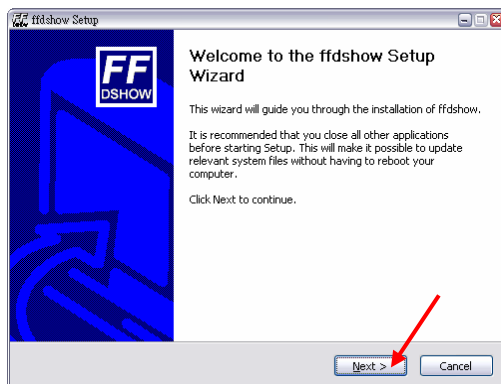 ffdshow Setup
FF
DSHOW
Welcome to the ffdshow Setup
Wizard
This wizard will guide you through the installation of ffdshow.
It is recommended that you close all other applications
before starting Setup. This will make it possible to update
relevant system files without having to reboot your
computer.
Click Next to continue.
Next >
Cancel